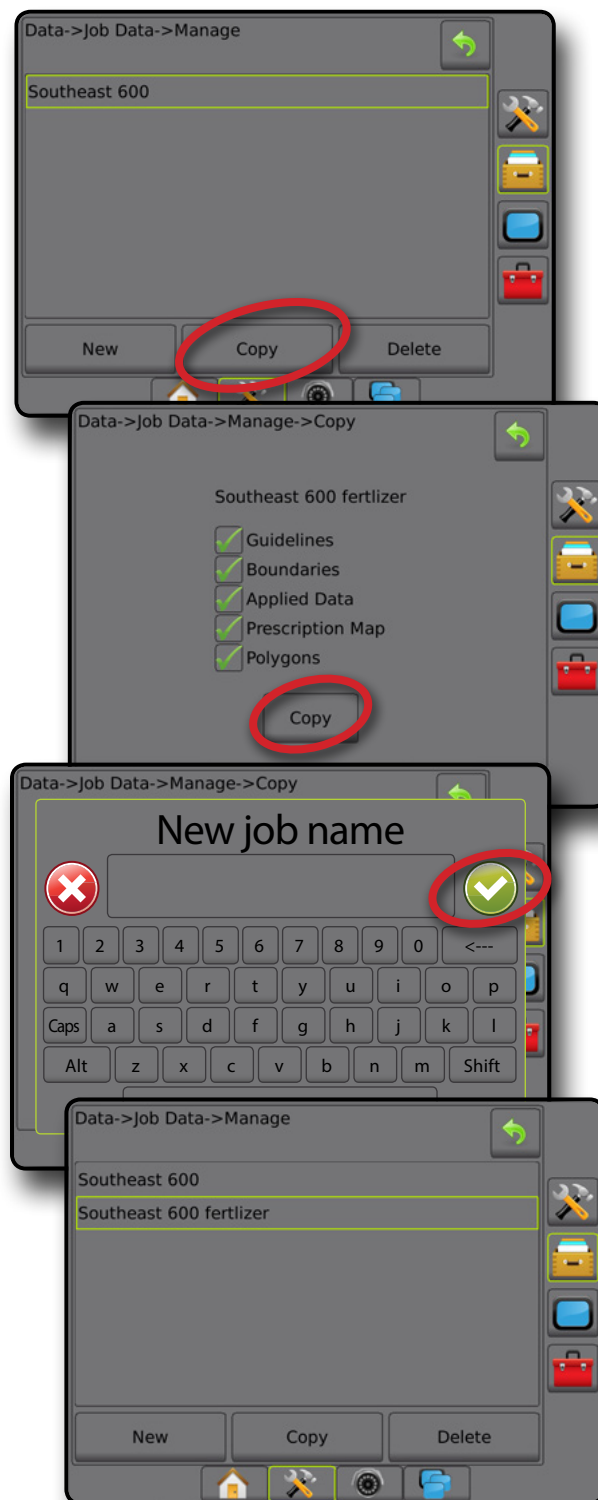 Data->Job Data->Manage
Southeast 600
New Copy Delete
Data->Job Data->Manage->Copy
Southeast 600 fertlizer
Guidelines
Boundaries
Applied Data
Prescription Map
Polygons
Copy
Data->Job Data->Manage->Copy
New job name
1 2 3 4 5 6 7 8 9 0 <---
q w e r t y u i o p
Caps a s d f g h j k l
Alt z x c v b n m Shift
Data->Job Data->Manage
Southeast 600
Southeast 600 fertlizer
New Copy Delete